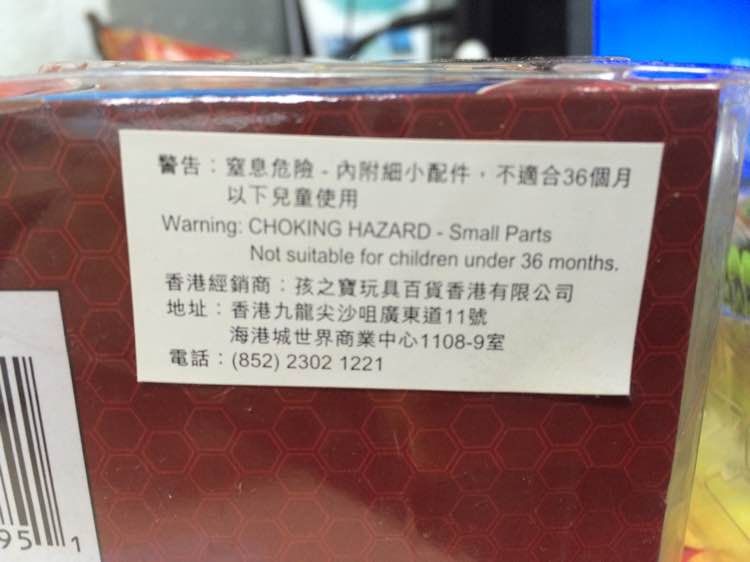 警告：窒息危險 - 內附細小配件，不適合36個月
以下兒童使用
Warning: CHOKING HAZARD - Small Parts
Not suitable for children under 36 months.
香港經銷商：孩之寶玩具百貨香港有限公司
地址：香港九龍尖沙咀廣東道11號
海港城世界商業中心1108-9室
電話：(852) 2302 1221
95 1